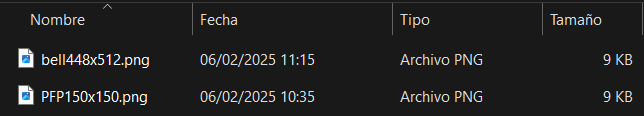 Nombre Fecha Tipo Tamaño
bell448x512.png 06/02/2025 11:15 Archivo PNG 9 KB
PFP150x150.png 06/02/2025 10:35 Archivo PNG 9 KB